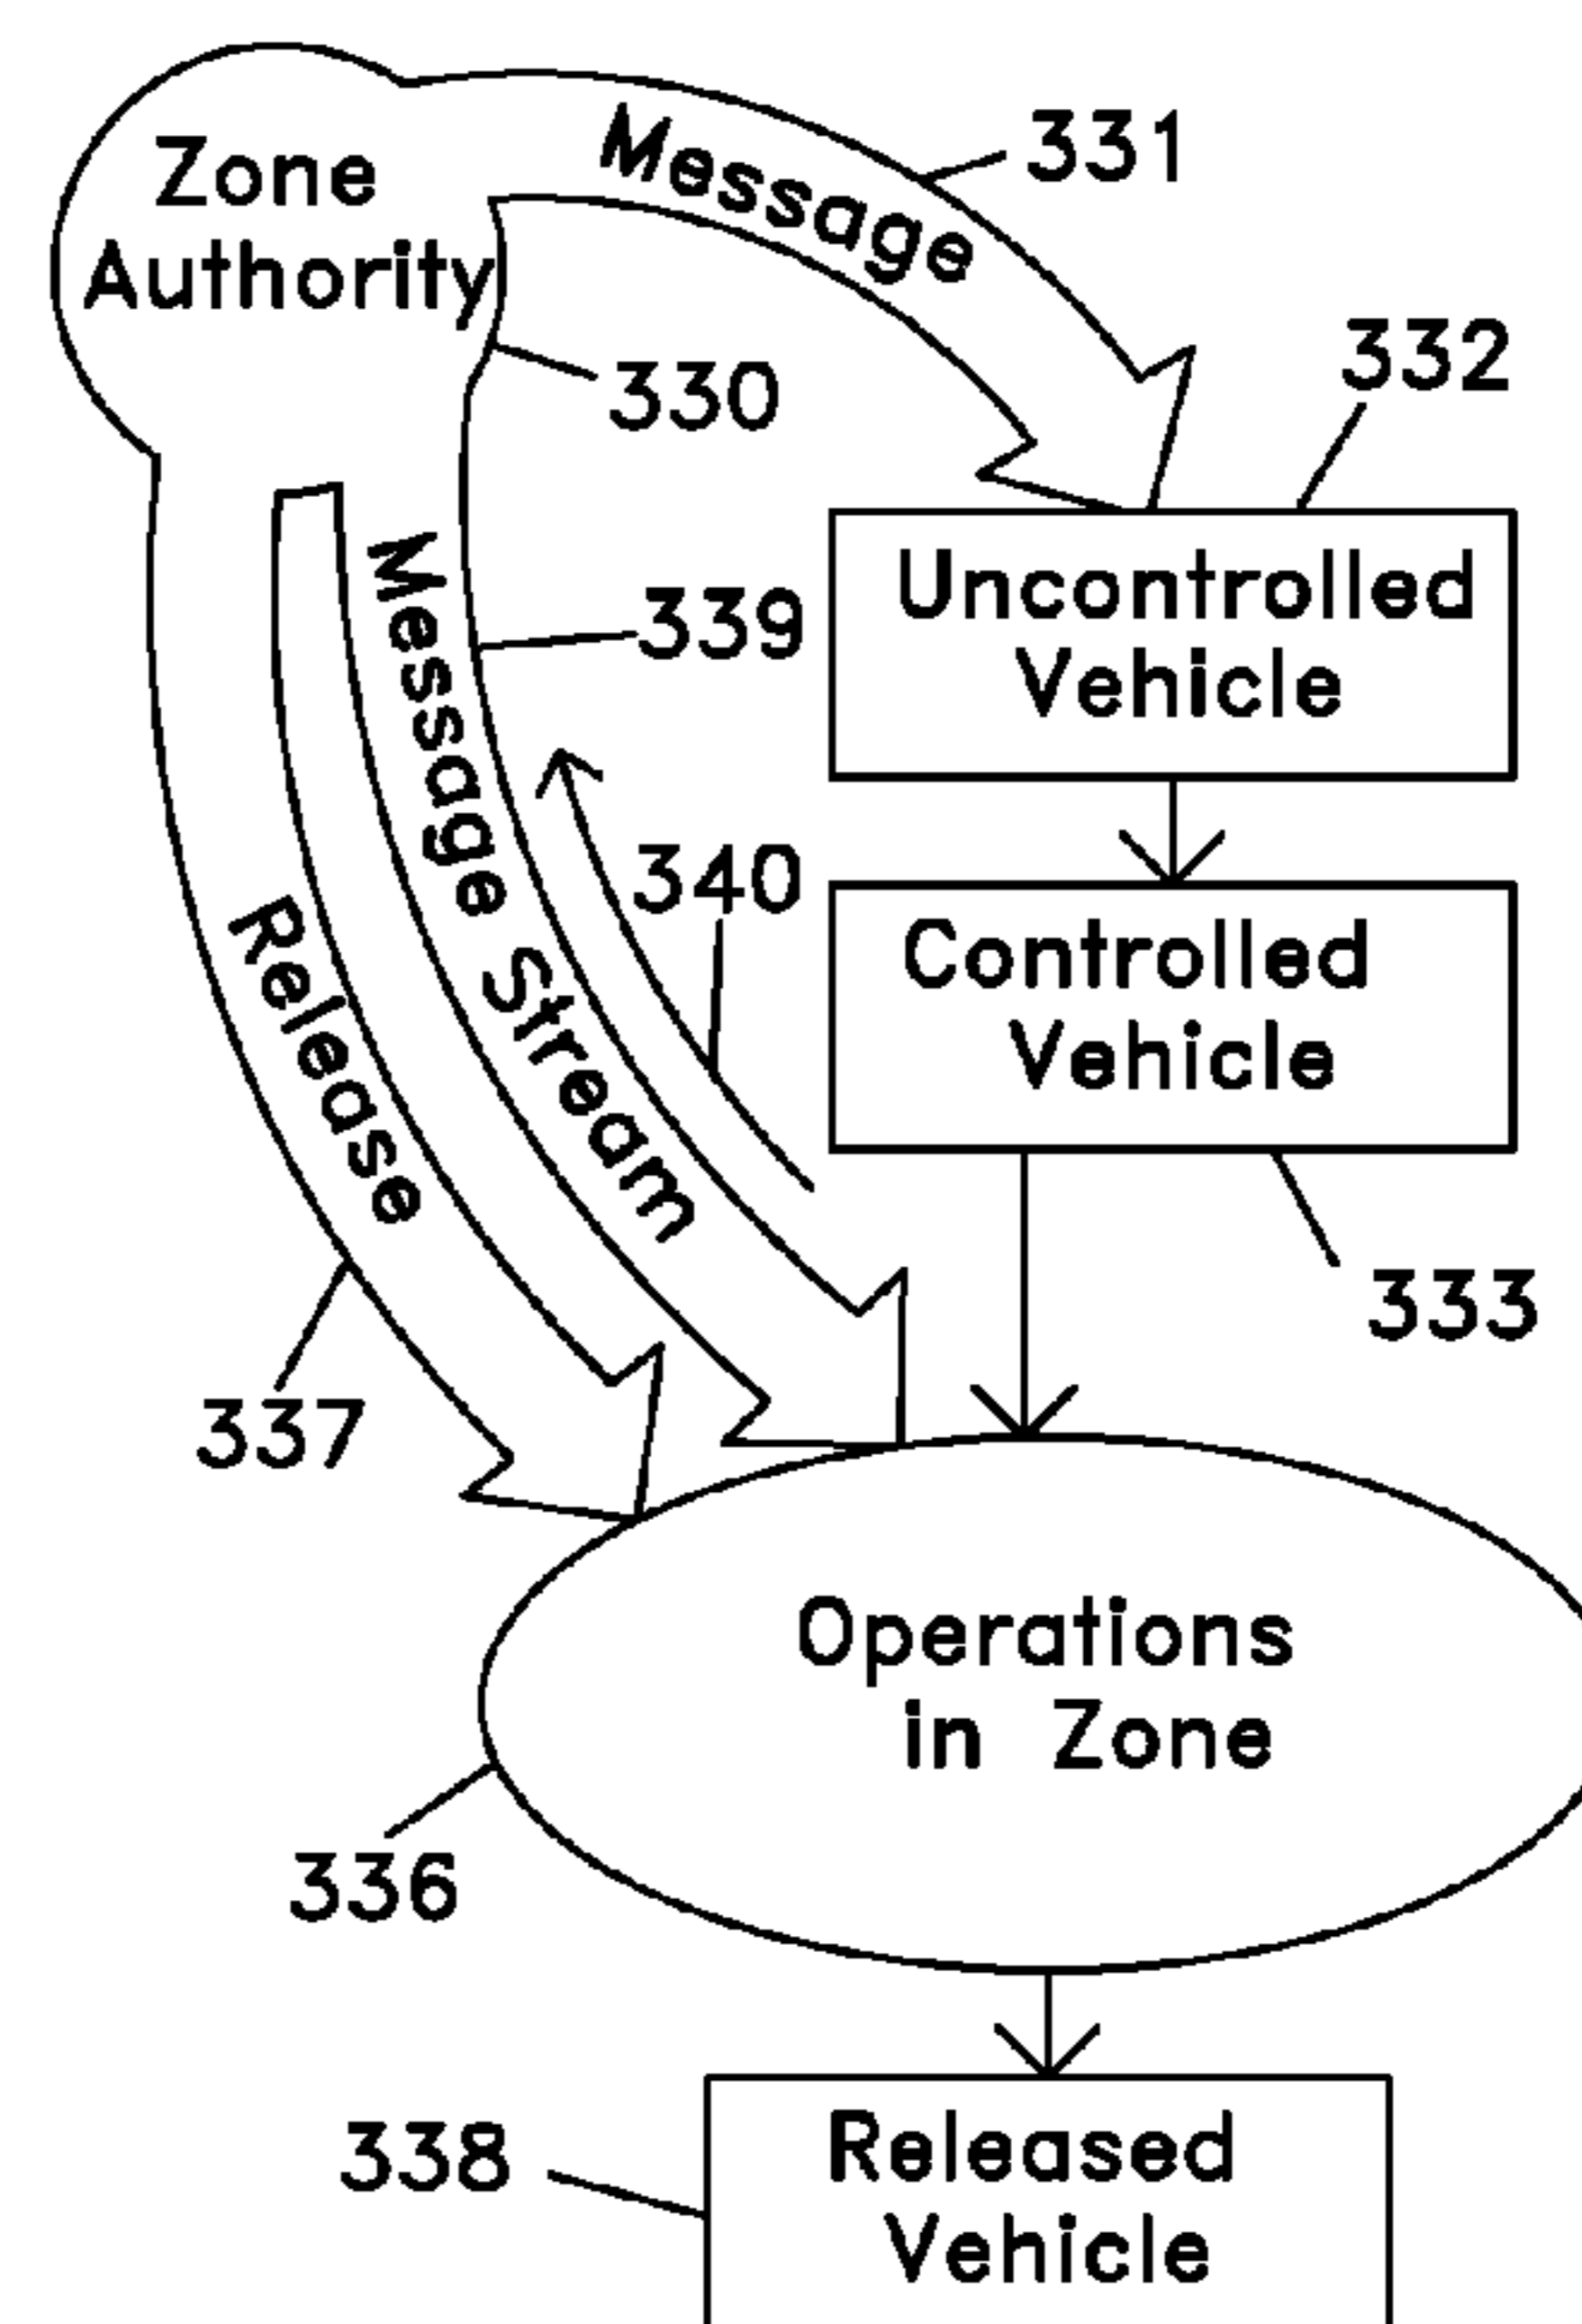 Zone
Authority
Message
331
332
330
Uncontrolled
Vehicle
339
Message Stream
340
Controlled
Vehicle
Release
333
337
Operations
in Zone
336
338
Released
Vehicle